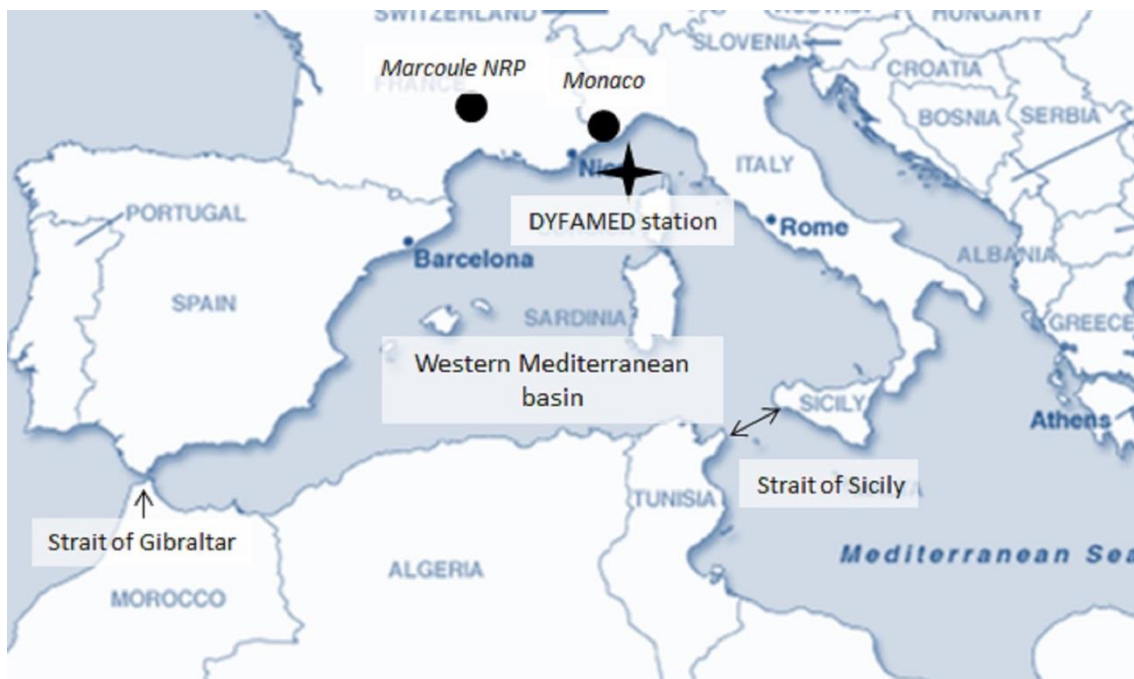 SWITZERLAND
HUNGARY
SLOVENIA
Marcoule NRP
Monaco
FRANCE
CROATIA
BOSNIA
SERBIA
ITALY
PORTUGAL
DYFAMED station
Rome
ALBANIA
Barcelona
SPAIN
SARDINIA
GREECE
Western Mediterranean
basin
SICILY
Athens
Strait of Sicily
TUNISIA
Strait of Gibraltar
Mediterranean Sea
ALGERIA
MOROCCO